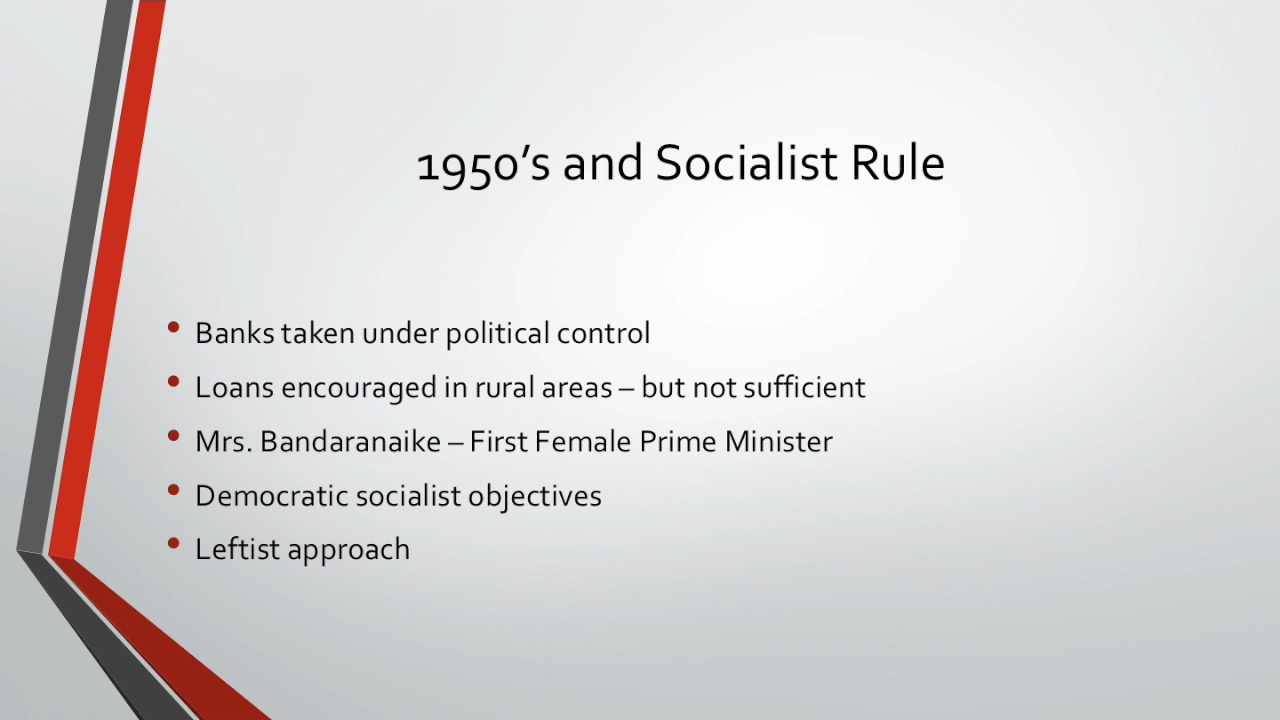 1950’s and Socialist Rule
• Banks taken under political control
• Loans encouraged in rural areas – but not sufficient
• Mrs. Bandaranaike – First Female Prime Minister
• Democratic socialist objectives
• Leftist approach